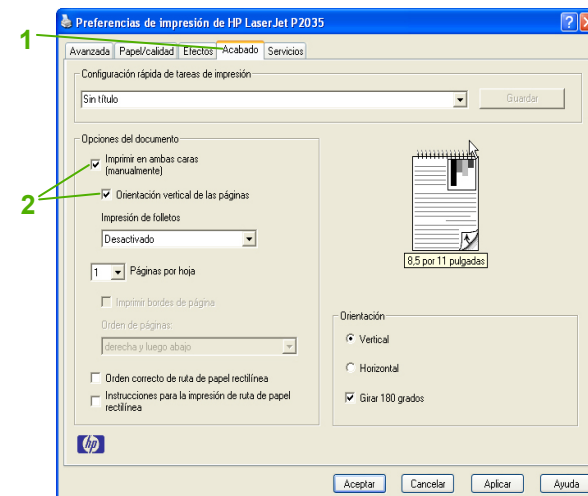 Preferencias de impresión de HP LaserJet P2035
1
Avanzada Papel/calidad Efectos Acabado Servicios
Configuración rápida de tareas de impresión
Sin título
Guardar
Opciones del documento
Imprimir en ambas caras
(manualmente)
2
Orientación vertical de las páginas
Impresión de folletos
Desactivado
1 Páginas por hoja
Imprimir bordes de página
Orden de páginas:
derecha y luego abajo
Orden correcto de ruta de papel rectilínea
Instrucciones para la impresión de ruta de papel
rectilínea
8,5 por 11 pulgadas
Orientación
Vertical
Horizontal
Girar 180 grados
hp
Aceptar Cancelar Aplicar Ayuda